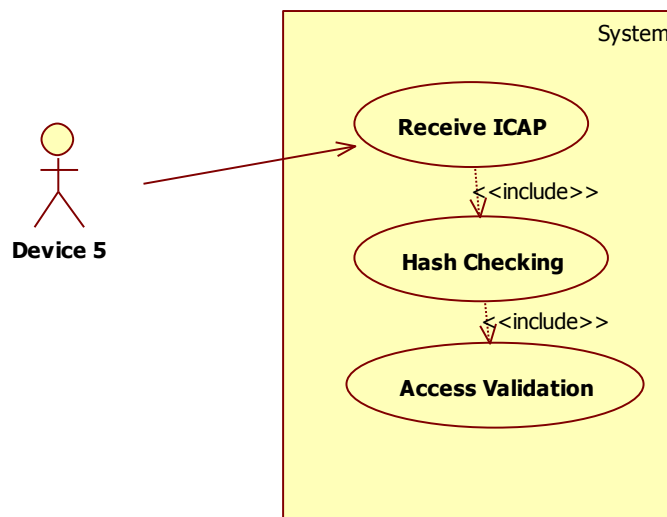 System
Receive ICAP
<<include>>
Device 5
Hash Checking
<<include>>
Access Validation